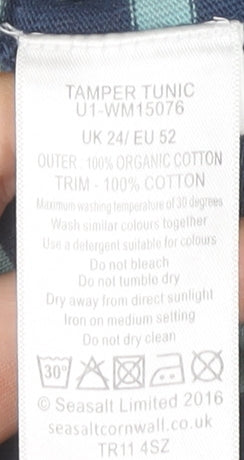 TAMPER TUNIC
U1-WM15076
UK 24/ EU 52
OUTER: 100% ORGANIC COTTON
TRIM - 100% COTTON
Maximum washing temperature of 30 degrees
Wash similar colours together
Use a detergent suitable for colours
Do not bleach
Do not tumble dry
Dry away from direct sunlight
Iron on medium setting
Do not dry clean
30°
© Seasalt Limited 2016
seasaltcornwall.co.uk
TR11 4SZ